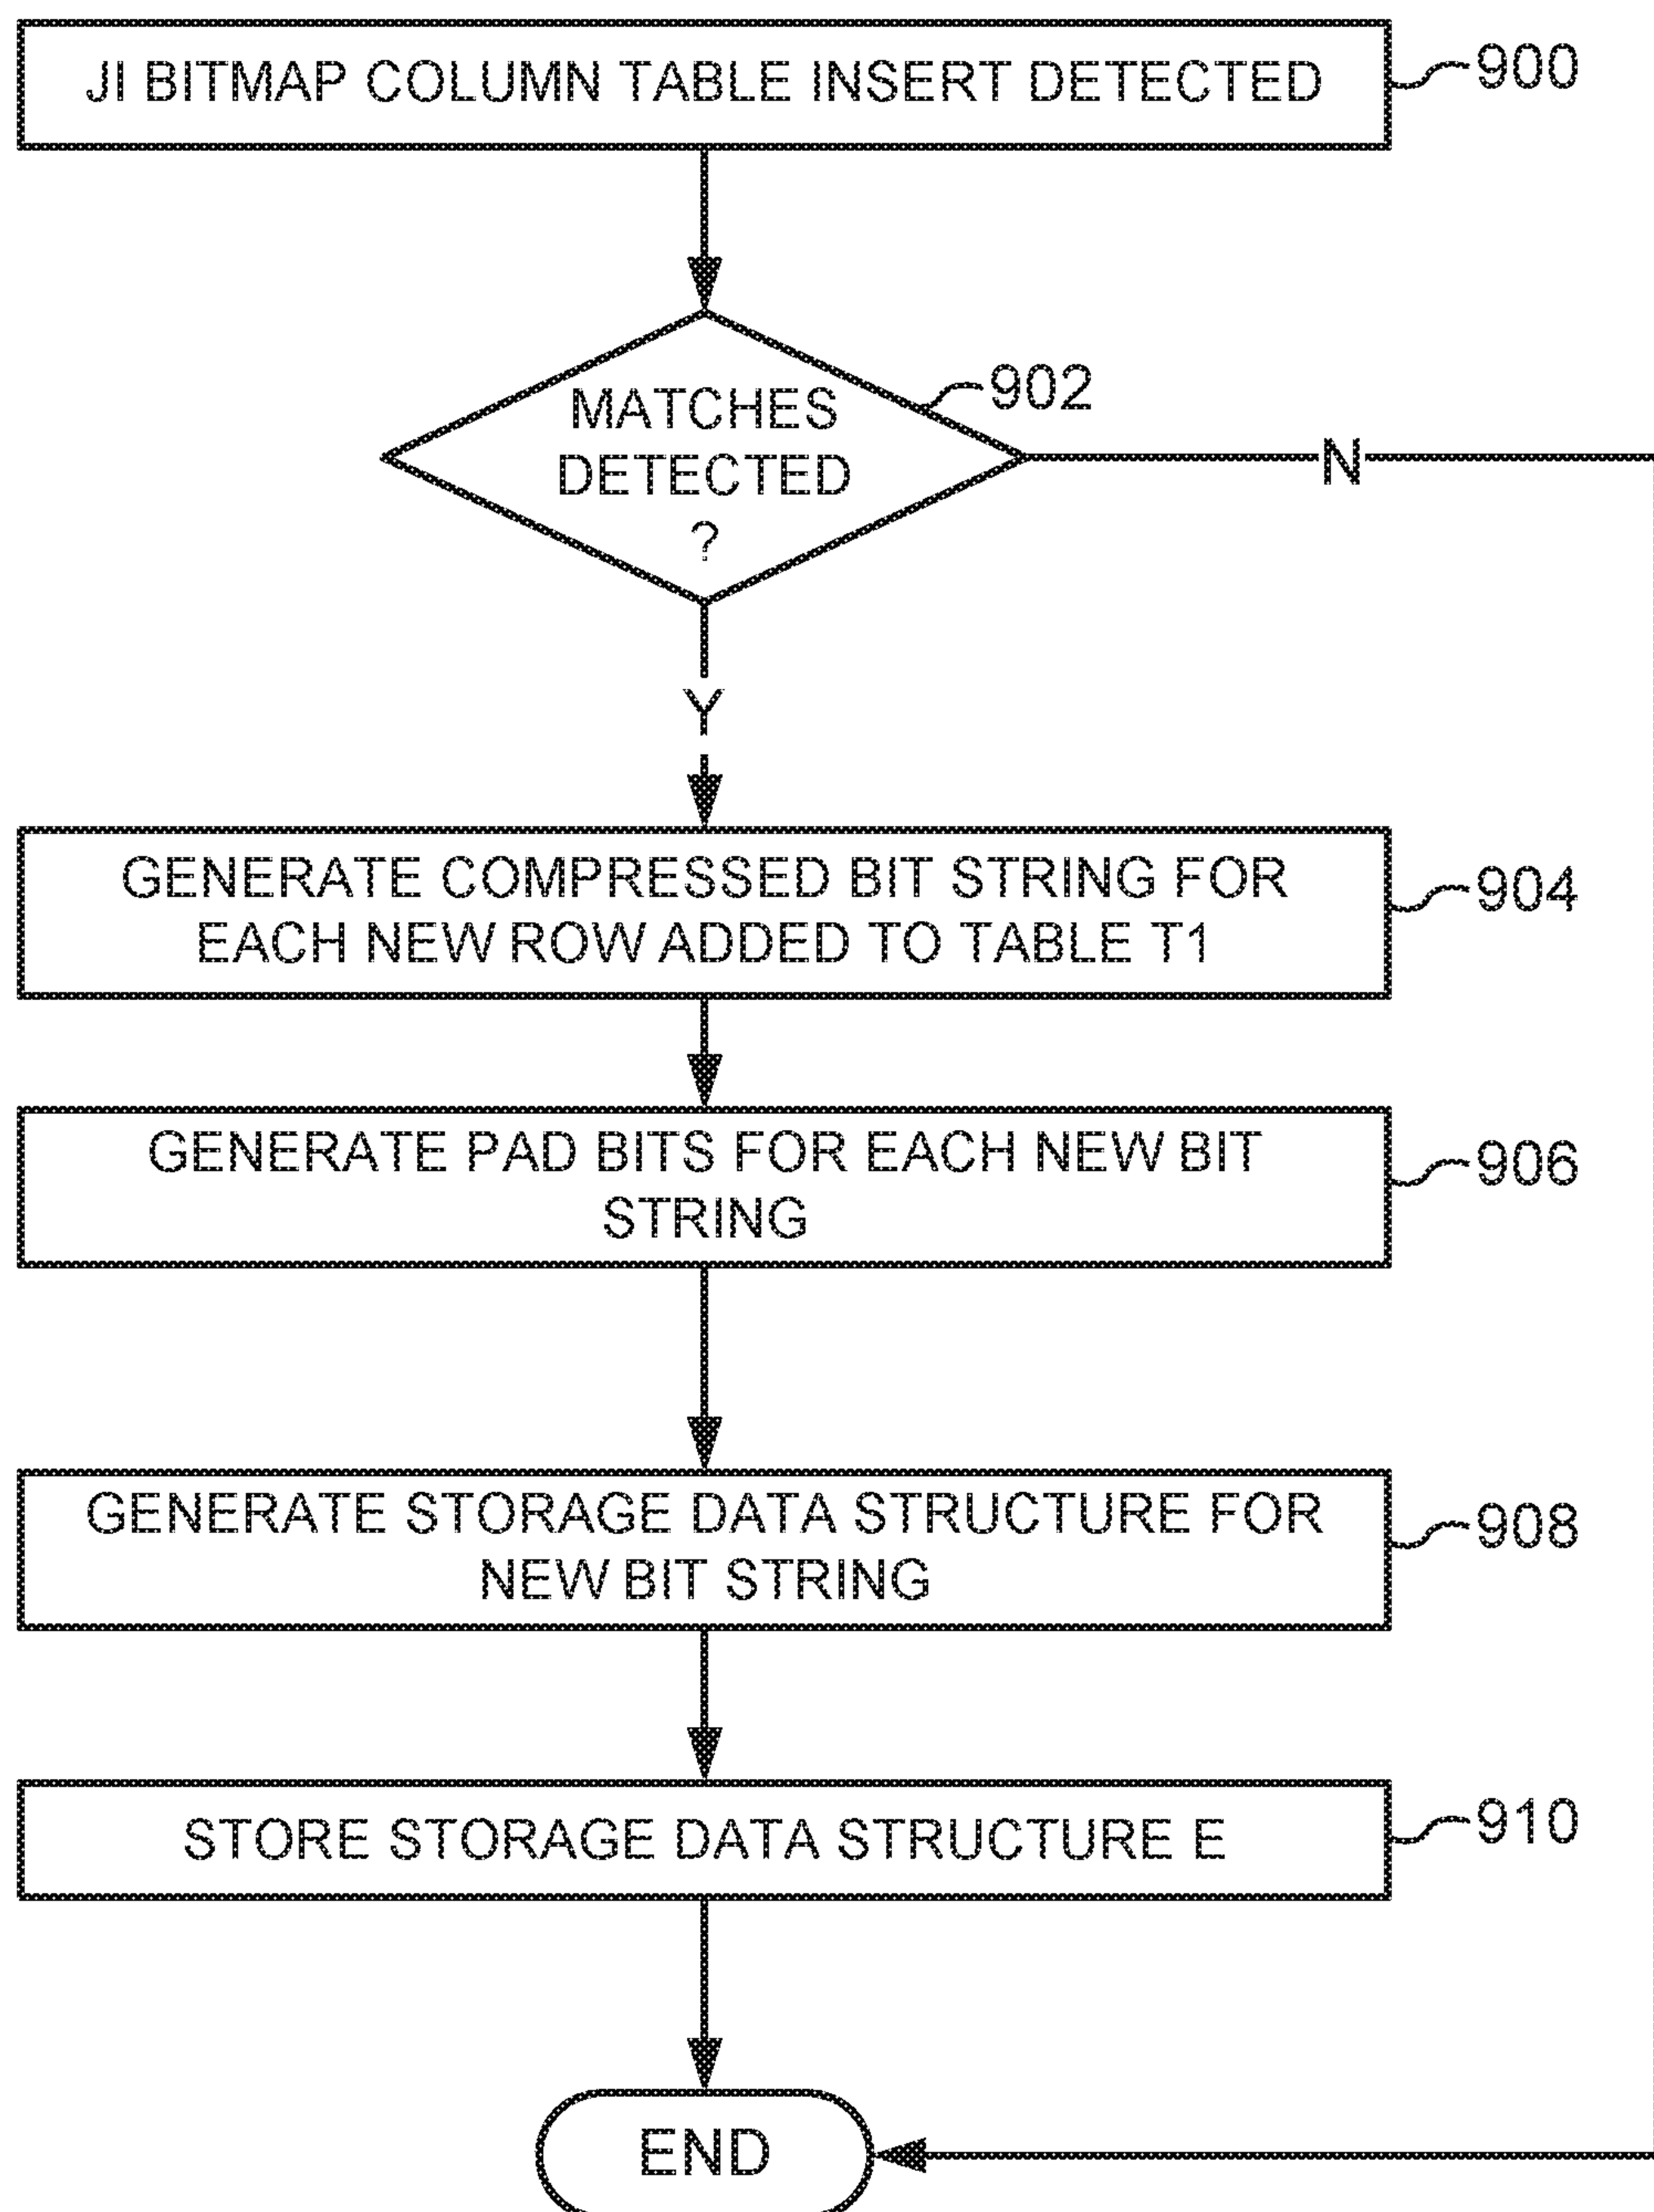 JI BITMAP COLUMN TABLE INSERT DETECTED
900
MATCHES
DETECTED
?
902
N
Y
GENERATE COMPRESSED BIT STRING FOR
EACH NEW ROW ADDED TO TABLE T1
904
GENERATE PAD BITS FOR EACH NEW BIT
STRING
906
GENERATE STORAGE DATA STRUCTURE FOR
NEW BIT STRING
908
STORE STORAGE DATA STRUCTURE E
910
END